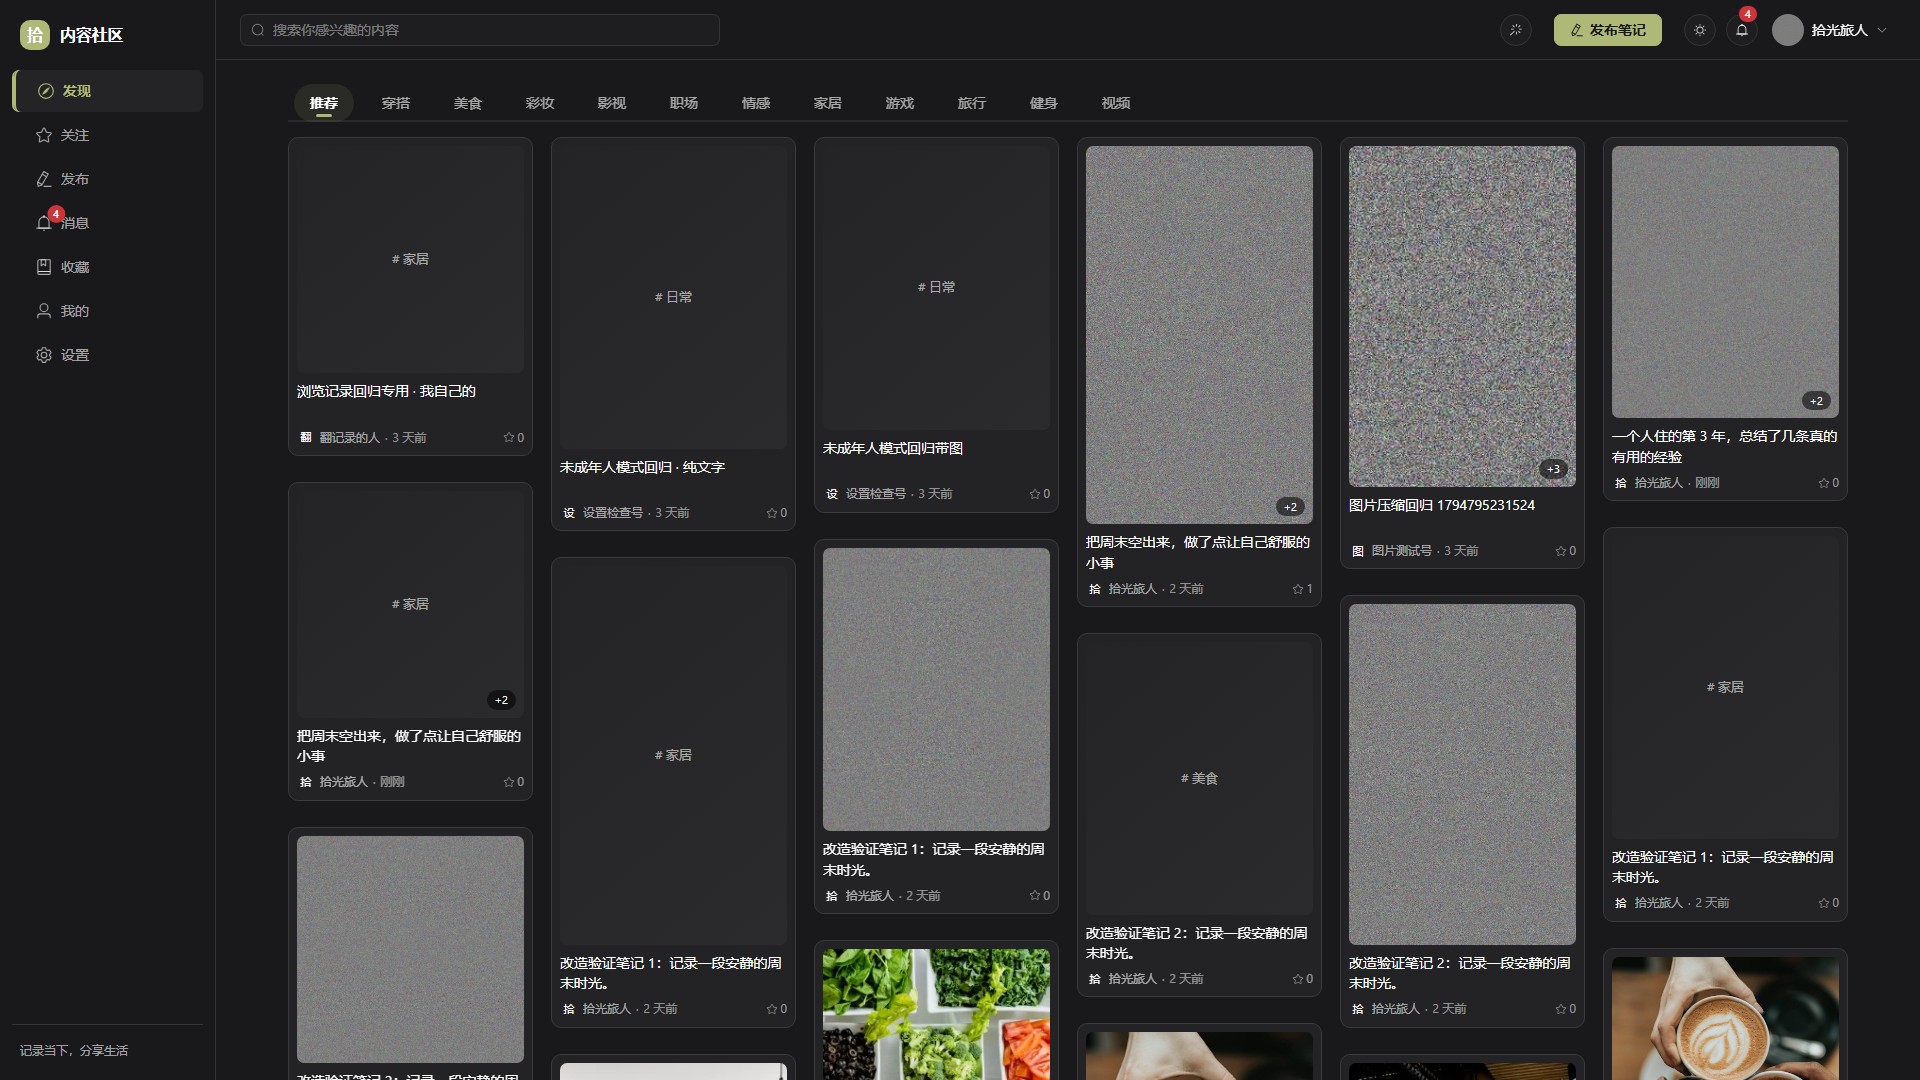 拾 内容社区
搜索你感兴趣的内容
发布笔记
4
拾光旅人
发现
关注
发布
4
消息
收藏
我的
设置
记录当下，分享生活
推荐 穿搭 美食 彩妆 影视 职场 情感 家居 游戏 旅行 健身 视频
# 家居
浏览记录回归专用 · 我自己的
翻 翻记录的人 · 3 天前 0
# 家居
+2
把周末空出来，做了点让自己舒服的
小事
拾 拾光旅人 · 刚刚 0
# 日常
未成年人模式回归 · 纯文字
设 设置检查号 · 3 天前 0
# 家居
改造验证笔记 1：记录一段安静的周
末时光。
拾 拾光旅人 · 2 天前 0
# 日常
未成年人模式回归带图
设 设置检查号 · 3 天前 0
改造验证笔记 1：记录一段安静的周
末时光。
拾 拾光旅人 · 2 天前 0
+2
把周末空出来，做了点让自己舒服的
小事
拾 拾光旅人 · 2 天前 1
# 美食
改造验证笔记 2：记录一段安静的周
末时光。
拾 拾光旅人 · 2 天前 0
+3
图片压缩回归 1794795231524
图 图片测试号 · 3 天前 0
改造验证笔记 2：记录一段安静的周
末时光。
拾 拾光旅人 · 2 天前 0
+2
一个人住的第 3 年，总结了几条真的
有用的经验
拾 拾光旅人 · 刚刚 0
# 家居
改造验证笔记 1：记录一段安静的周
末时光。
拾 拾光旅人 · 2 天前 0